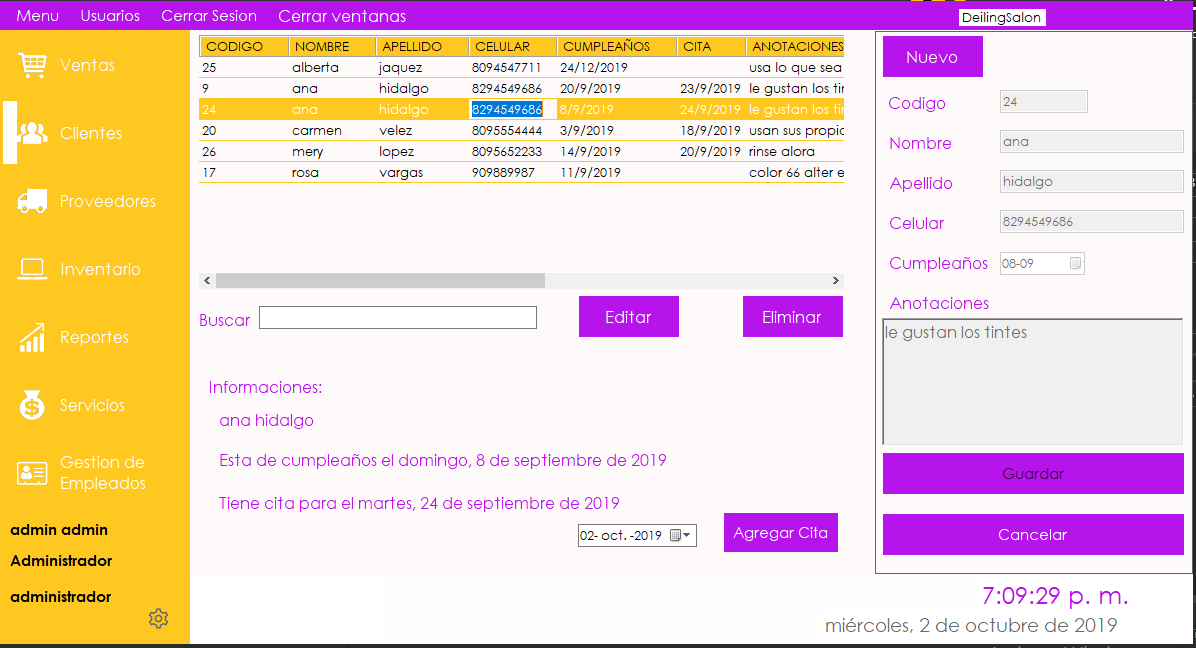 Menu Usuarios Cerrar Sesion Cerrar ventanas DeilingSalon
Ventas
Clientes
Proveedores
Inventario
Reportes
Servicios
Gestion de
Empleados
admin admin
Administrador
administrador
CODIGO NOMBRE APELLIDO CELULAR CUMPLEAÑOS CITA ANOTACIONES
25 alberta jaquez 8094547711 24/12/2019 usa lo que sea
9 ana hidalgo 8294549686 20/9/2019 23/9/2019 le gustan los tin
24 ana hidalgo 8294549686 8/9/2019 24/9/2019 le gustan los tin
20 carmen velez 8095554444 3/9/2019 18/9/2019 usan sus propic
26 mery lopez 8095652233 14/9/2019 20/9/2019 rinse alora
17 rosa vargas 909889987 11/9/2019 color 66 alter e
Buscar
Editar
Eliminar
Informaciones:
ana hidalgo
Esta de cumpleaños el domingo, 8 de septiembre de 2019
Tiene cita para el martes, 24 de septiembre de 2019
02- oct. -2019
Agregar Cita
Nuevo
Codigo 24
Nombre ana
Apellido hidalgo
Celular 8294549686
Cumpleaños 08-09
Anotaciones
le gustan los tintes
Guardar
Cancelar
7:09:29 p. m.
miércoles, 2 de octubre de 2019